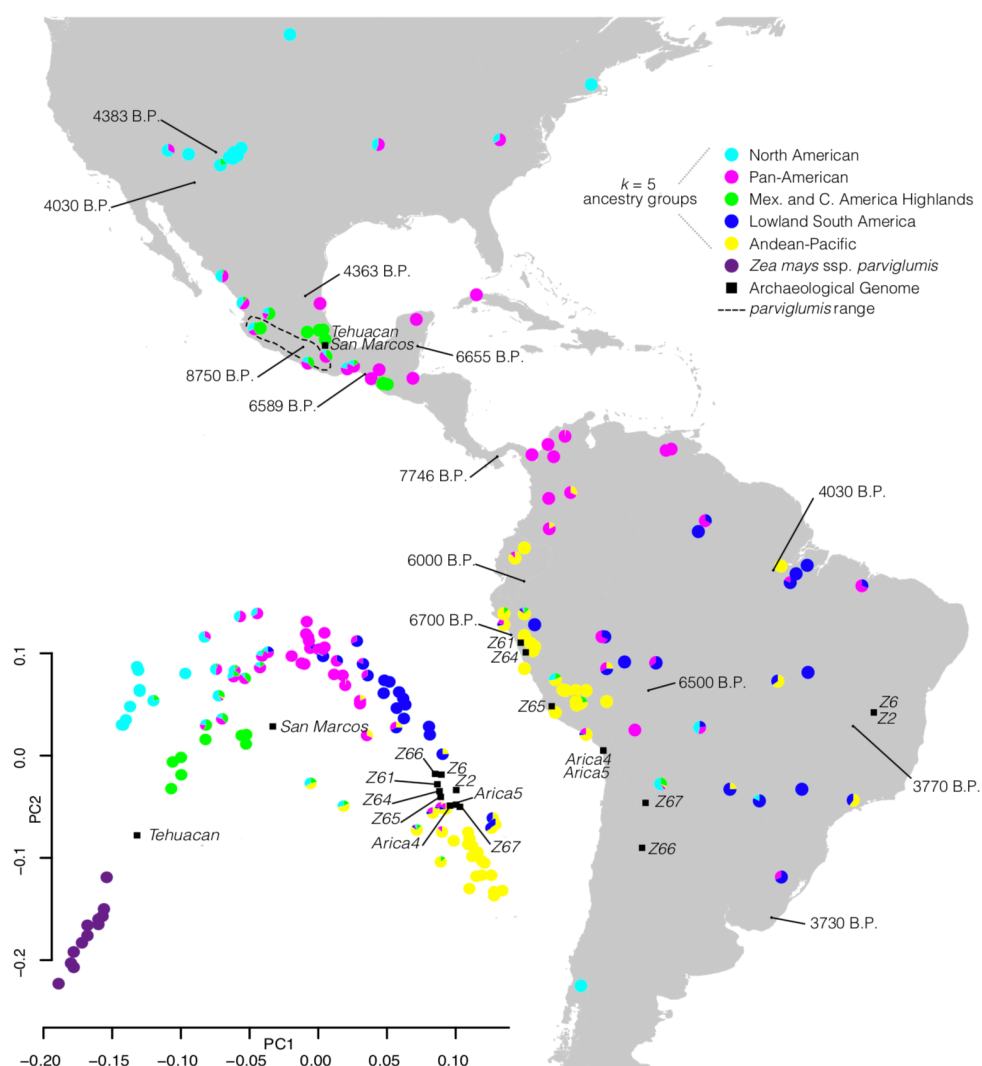 4383 B.P.
4030 B.P.
k = 5
ancestry groups
North American
Pan-American
Mex. and C. America Highlands
Lowland South America
Andean-Pacific
Zea mays ssp. parviglumis
Archaeological Genome
parviglumis range
4363 B.P.
Tehuacan
San Marcos
6655 B.P.
8750 B.P.
6589 B.P.
7746 B.P.
4030 B.P.
6000 B.P.
6700 B.P.
Z61
Z64
6500 B.P.
Z65
Z6
Z2
Arica4
Arica5
3770 B.P.
Z67
Z66
3730 B.P.
0.1
0.0
−0.1
−0.2
PC2
San Marcos
Tehuacan
Z66
Z6
Z61
Z2
Z64
Arica5
Z65
Arica4
Z67
PC1
−0.20
−0.15
−0.10
−0.05
0.00
0.05
0.10